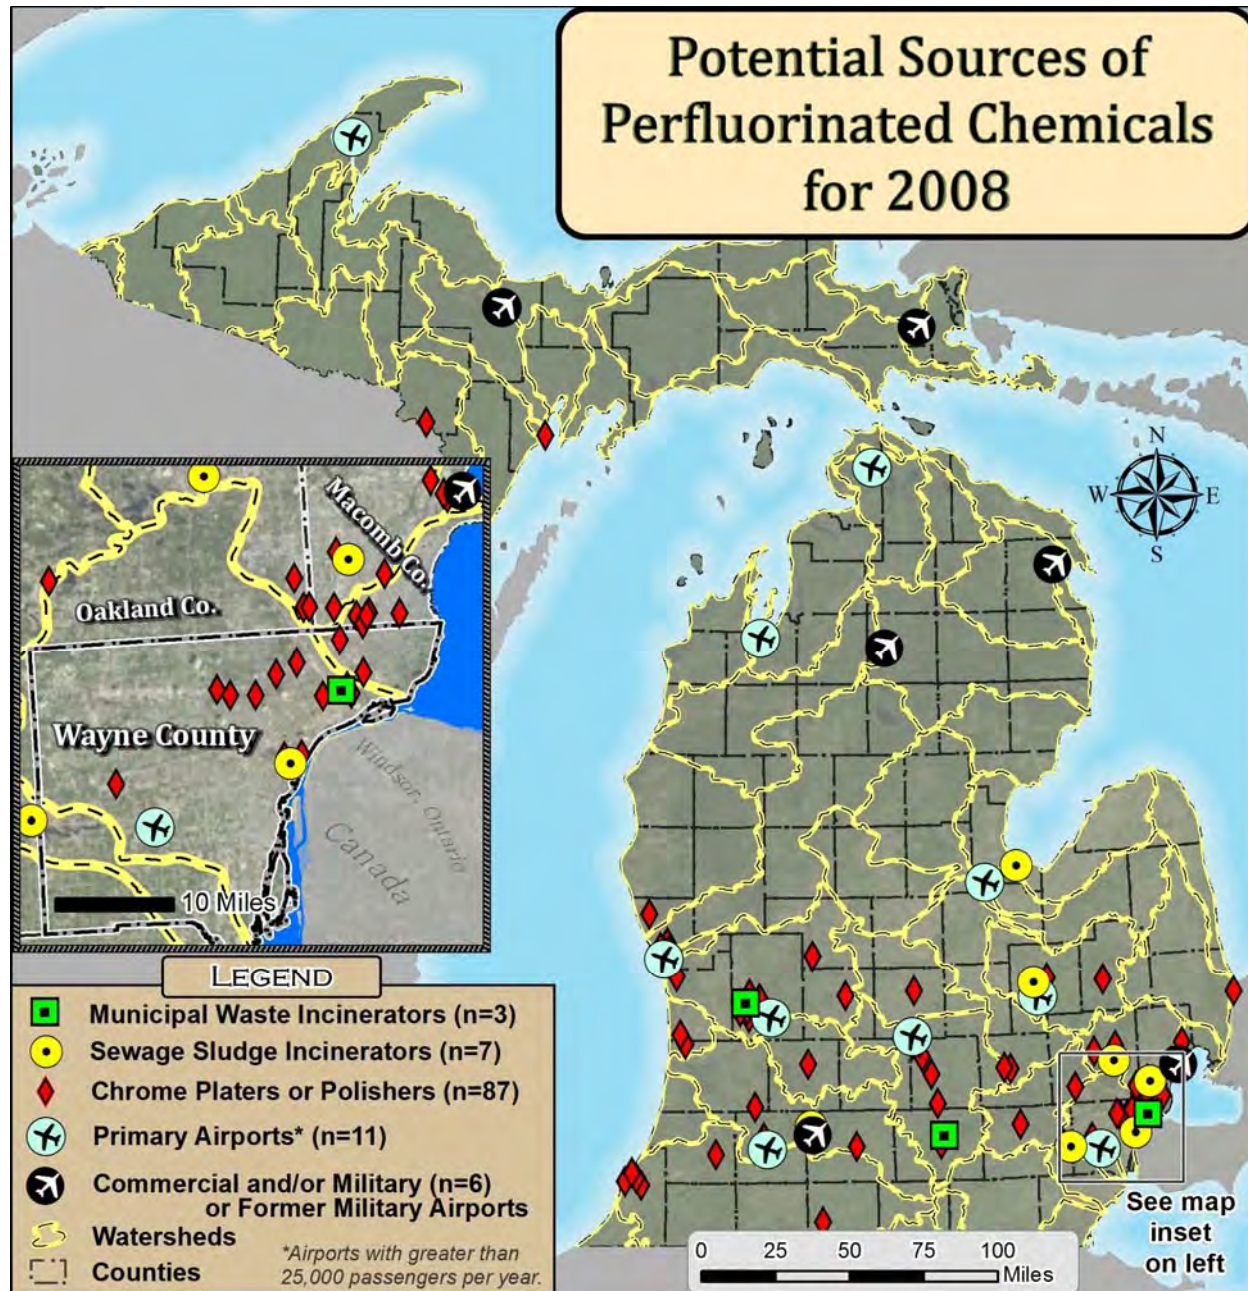 Potential Sources of
Perfluorinated Chemicals
for 2008
N
W
E
S
Macomb Co.
Oakland Co.
Wayne County
Windsor, Ontario
Canada
10 Miles
LEGEND
Municipal Waste Incinerators (n=3)
Sewage Sludge Incinerators (n=7)
Chrome Platers or Polishers (n=87)
Primary Airports* (n=11)
Commercial and/or Military (n=6)
or Former Military Airports
Watersheds
Counties
*Airports with greater than
25,000 passengers per year.
See map
inset
on left
0 25 50 75 100
Miles